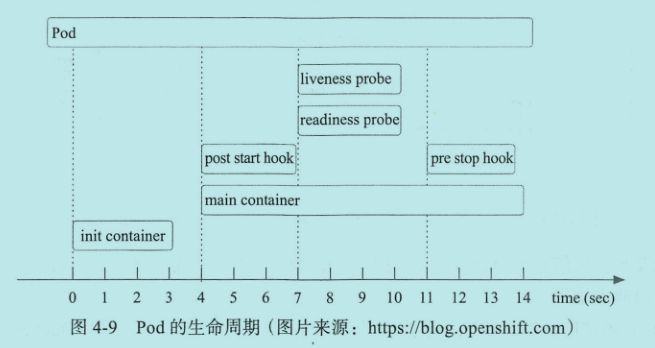 Pod
liveness probe
readiness probe
post start hook
pre stop hook
main container
init container
0 1 2 3 4 5 6 7 8 9 10 11 12 13 14 time (sec)
图 4-9 Pod 的生命周期（图片来源：https://blog.openshift.com）